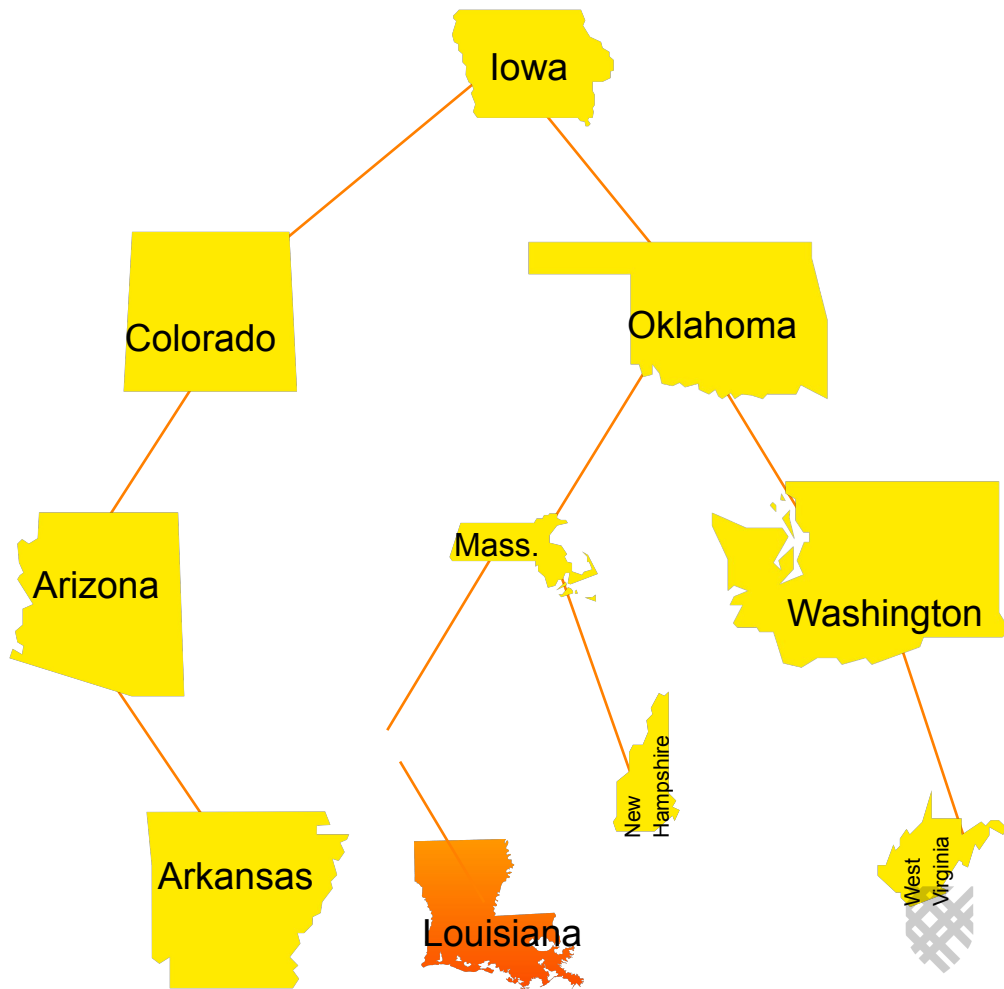 Iowa
Colorado
Oklahoma
Arizona
Mass.
Washington
New
Hampshire
Arkansas
Louisiana
West
Virginia